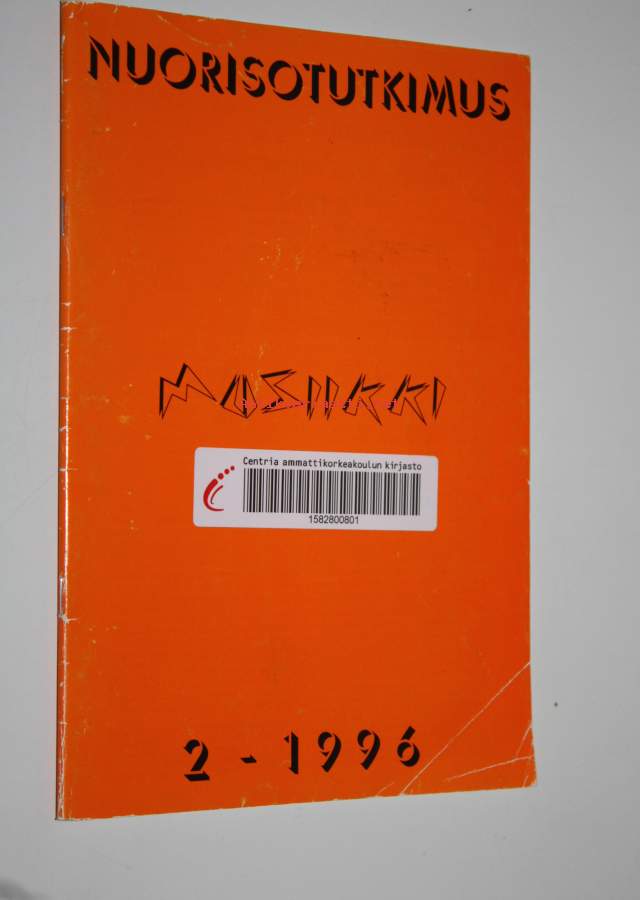 NUORISOTUTKIMUS
MUSIIKKI
Centria ammattikorkeakoulun kirjasto
1582800801
2 - 1996